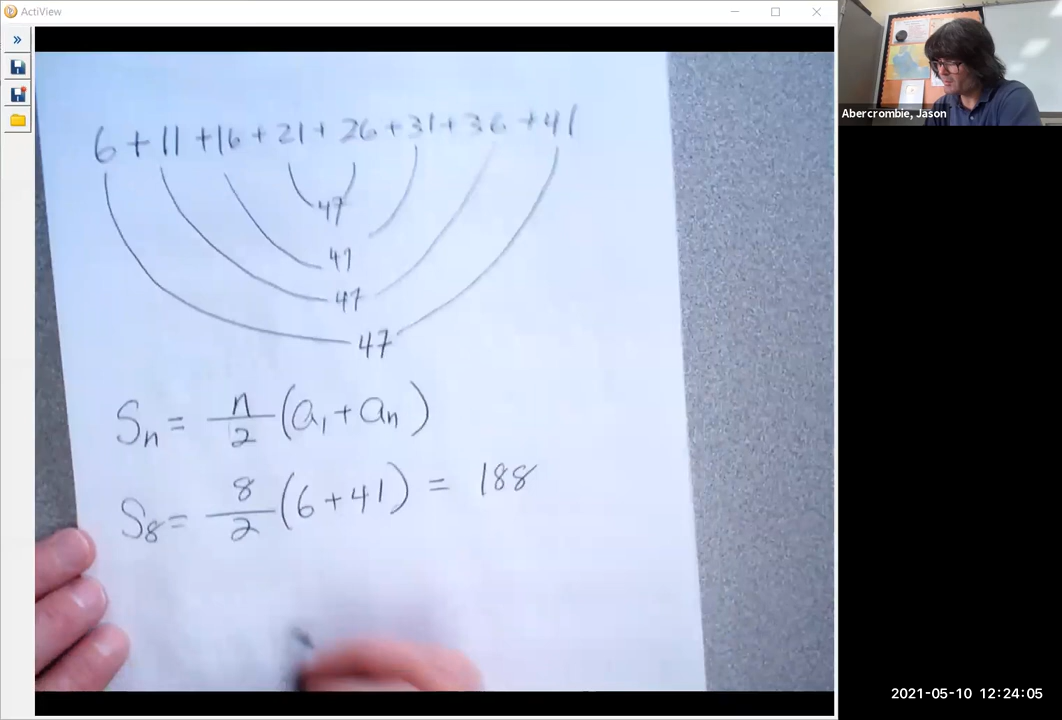 ActiView
Abercrombie, Jason
6 + 11 + 16 + 21 + 26 + 31 + 36 + 41
47
47
47
47
Sn = n/2 (a1 + an)
S8 = 8/2 (6 + 41) = 188
2021-05-10 12:24:05